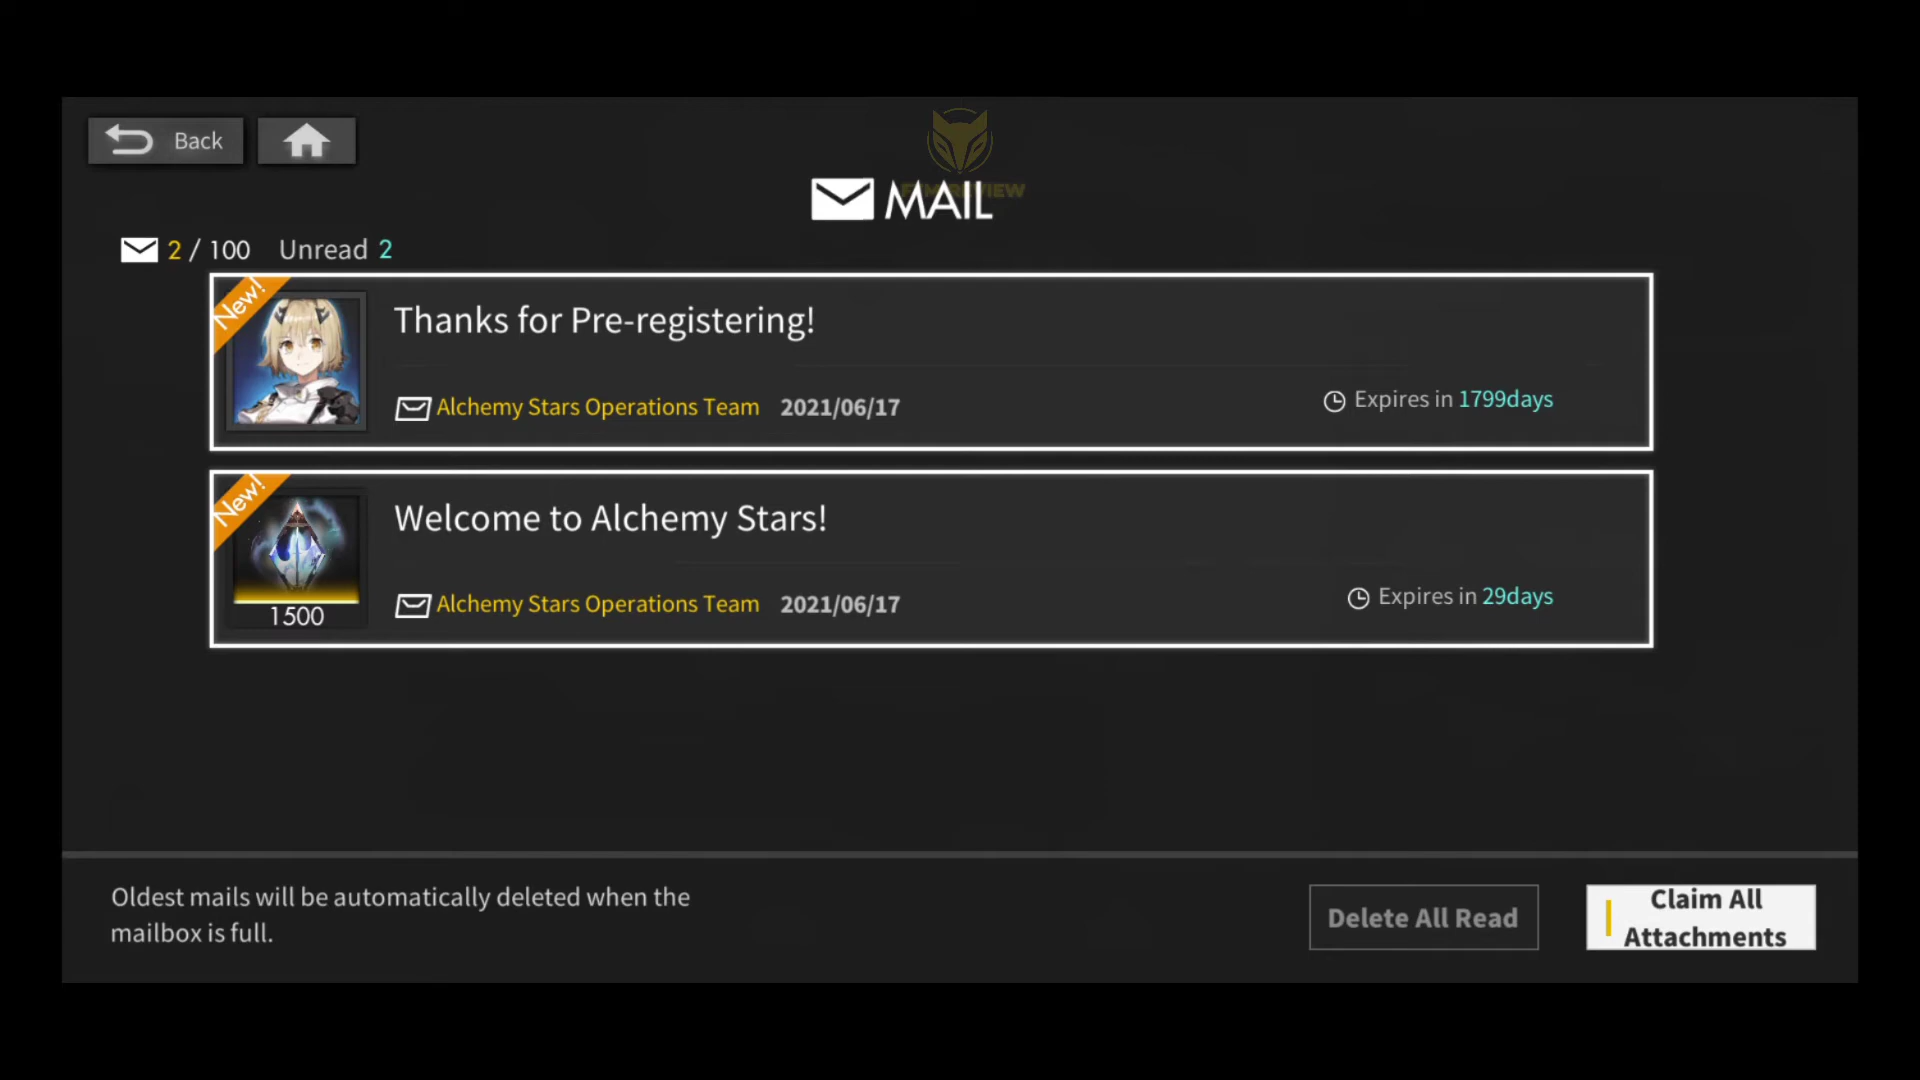 Back
MAIL
2 / 100 Unread 2
New!
Thanks for Pre-registering!
Alchemy Stars Operations Team 2021/06/17
Expires in 1799days
New!
Welcome to Alchemy Stars!
1500
Alchemy Stars Operations Team 2021/06/17
Expires in 29days
Oldest mails will be automatically deleted when the
mailbox is full.
Delete All Read
Claim All
Attachments